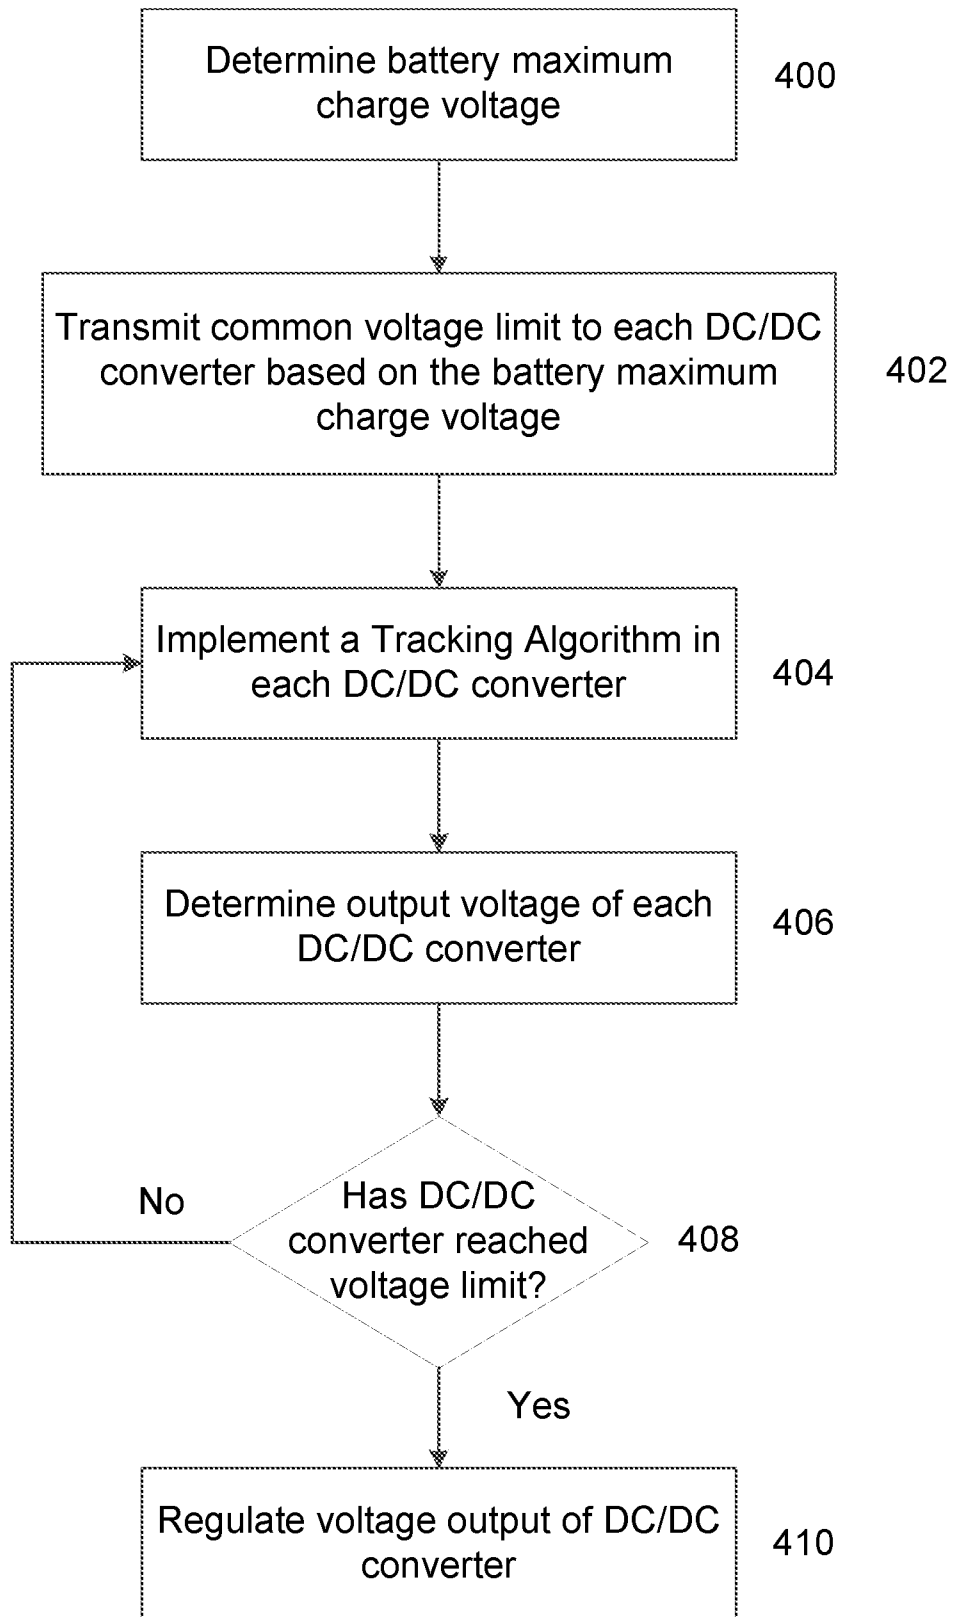 Determine battery maximum
charge voltage
400
Transmit common voltage limit to each DC/DC
converter based on the battery maximum
charge voltage
402
Implement a Tracking Algorithm in
each DC/DC converter
404
Determine output voltage of each
DC/DC converter
406
Has DC/DC
converter reached
voltage limit?
408
No
Yes
Regulate voltage output of DC/DC
converter
410